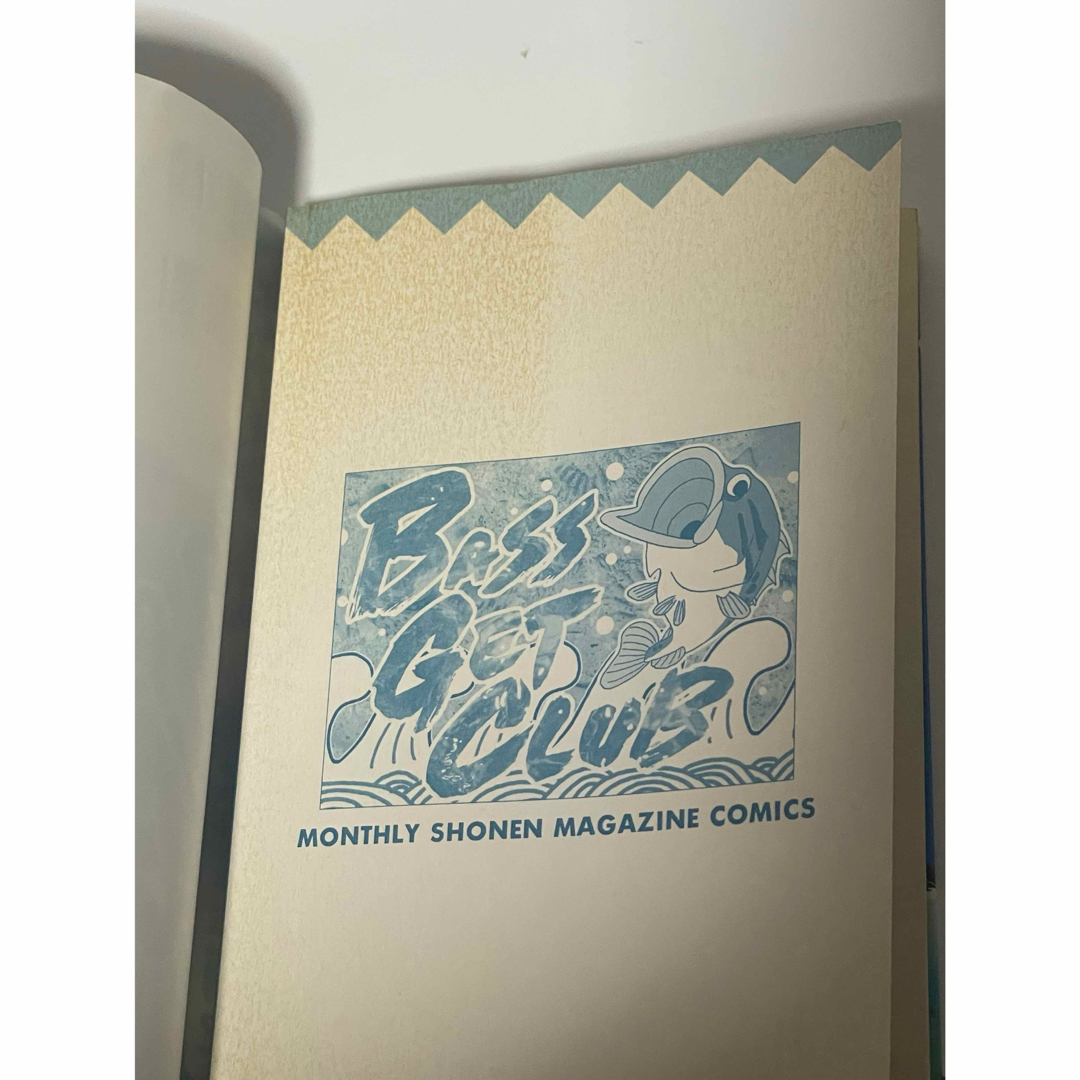 BASS
GET
CLUB
MONTHLY SHONEN MAGAZINE COMICS